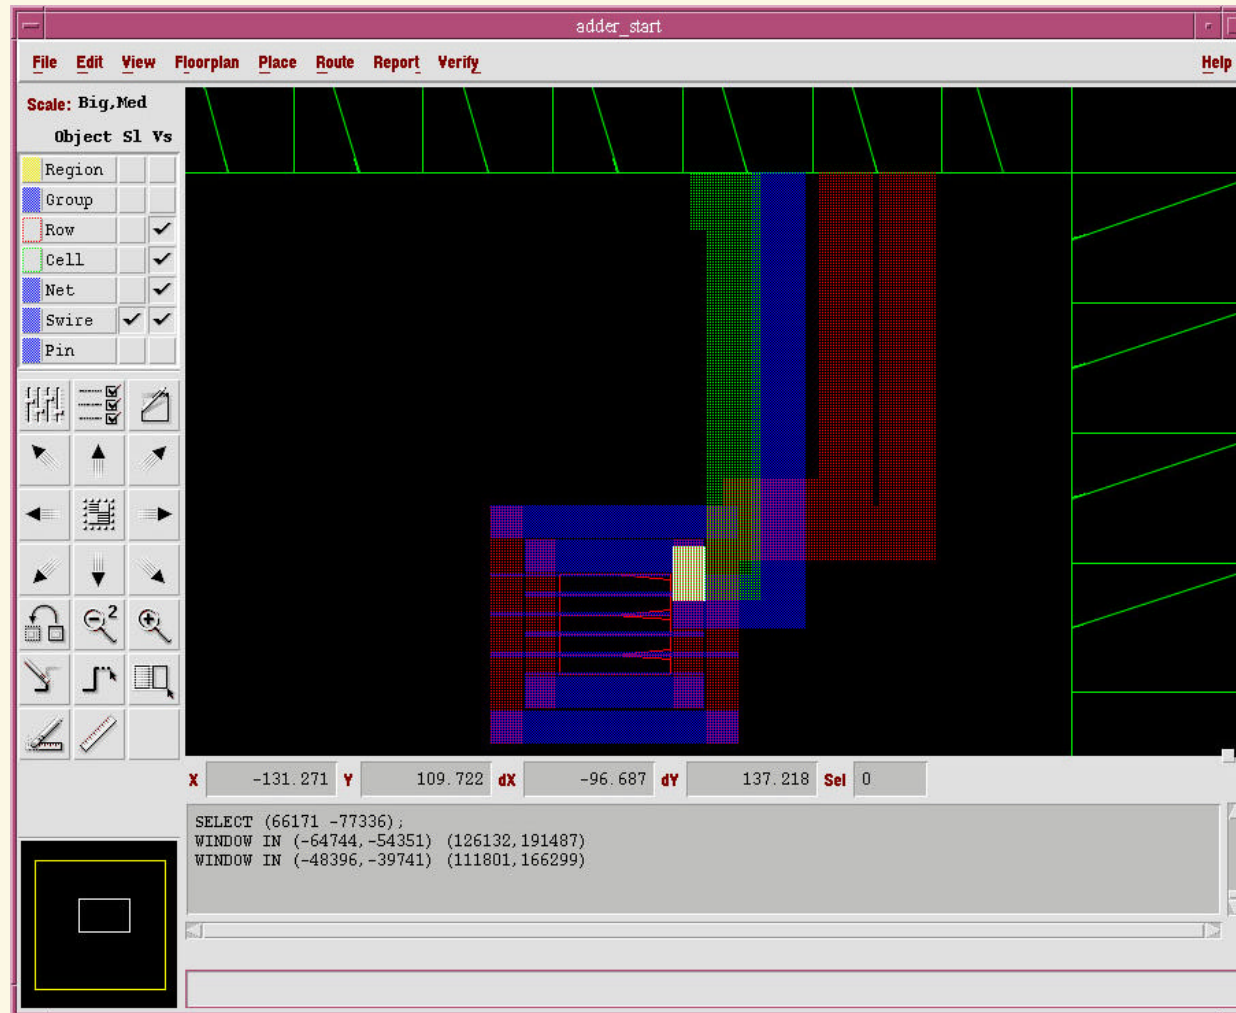 adder_start
File Edit View Floorplan Place Route Report Verify Help
Scale: Big,Med
Object Sl Vs
Region
Group
Row
Cell
Net
Swire
Pin
2
X -131.271 Y 109.722 dX -96.687 dY 137.218 Sel 0
SELECT (66171 -77336);
WINDOW IN (-64744,-54351) (126132,191487)
WINDOW IN (-48396,-39741) (111801,166299)